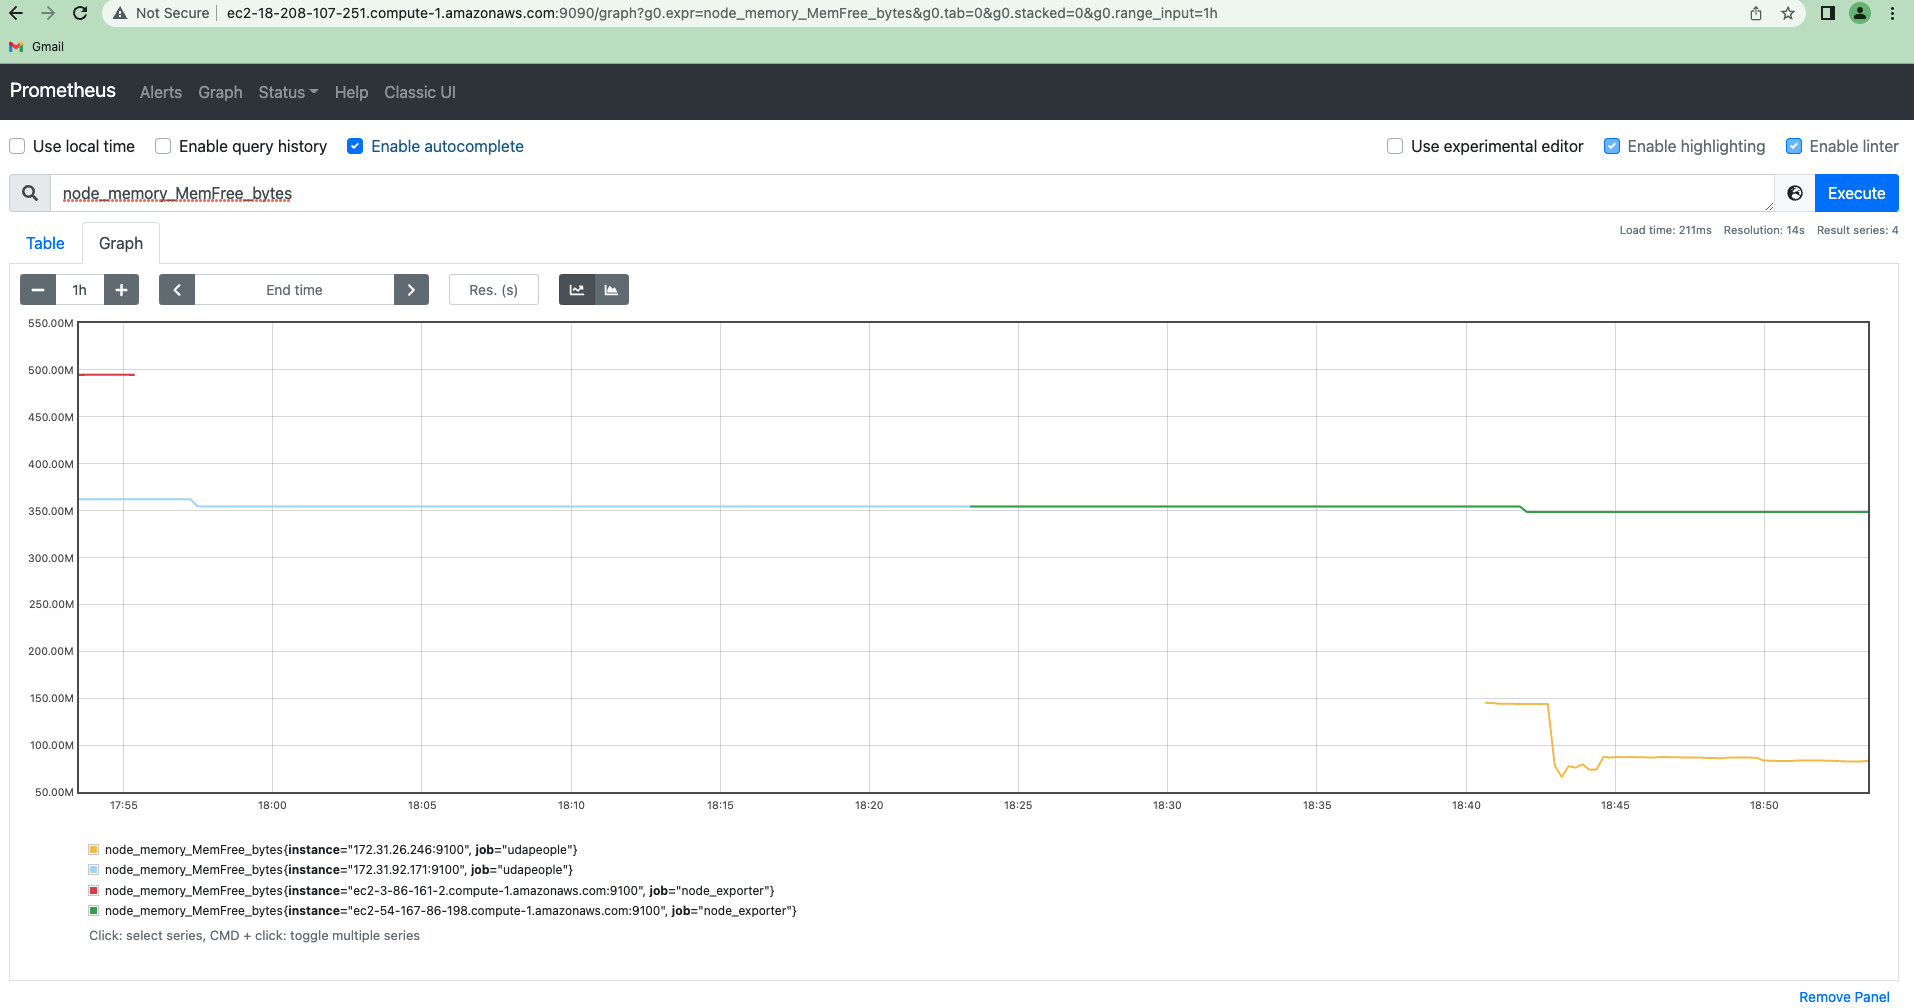 Not Secure ec2-18-208-107-251.compute-1.amazonaws.com:9090/graph?g0.expr=node_memory_MemFree_bytes&g0.tab=0&g0.stacked=0&g0.range_input=1h
Gmail
Prometheus Alerts Graph Status Help Classic UI
Use local time Enable query history Enable autocomplete Use experimental editor Enable highlighting Enable linter
node_memory_MemFree_bytes Execute
Load time: 211ms Resolution: 14s Result series: 4
Table Graph
1h End time Res. (s)
550.00M
500.00M
450.00M
400.00M
350.00M
300.00M
250.00M
200.00M
150.00M
100.00M
50.00M
17:55 18:00 18:05 18:10 18:15 18:20 18:25 18:30 18:35 18:40 18:45 18:50
node_memory_MemFree_bytes{instance="172.31.26.246:9100", job="udapeople"}
node_memory_MemFree_bytes{instance="172.31.92.171:9100", job="udapeople"}
node_memory_MemFree_bytes{instance="ec2-3-86-161-2.compute-1.amazonaws.com:9100", job="node_exporter"}
node_memory_MemFree_bytes{instance="ec2-54-167-86-198.compute-1.amazonaws.com:9100", job="node_exporter"}
Click: select series, CMD + click: toggle multiple series
Remove Panel